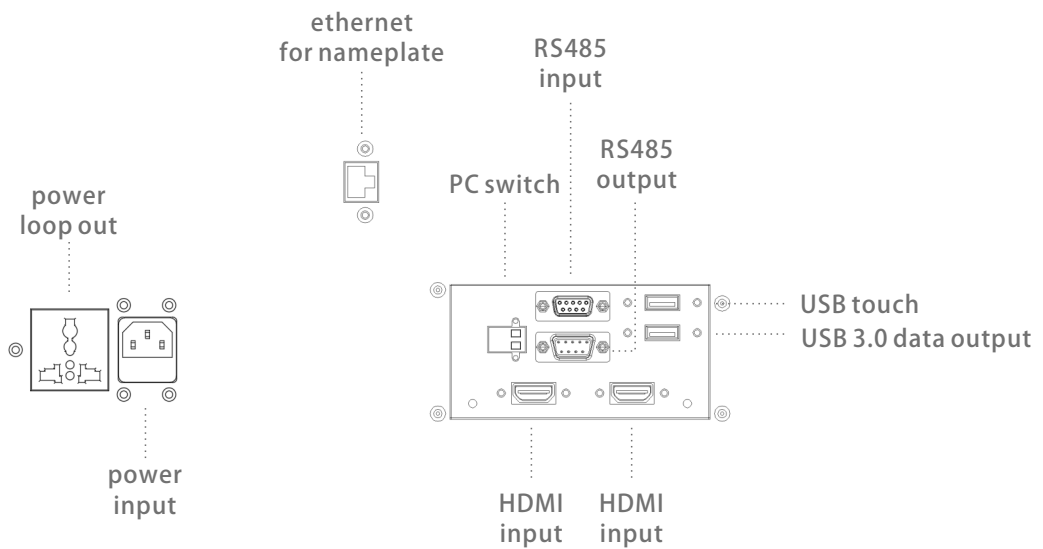 ethernet
for nameplate
RS485
input
RS485
output
PC switch
power
loop out
USB touch
USB 3.0 data output
power
input
HDMI
input
HDMI
input